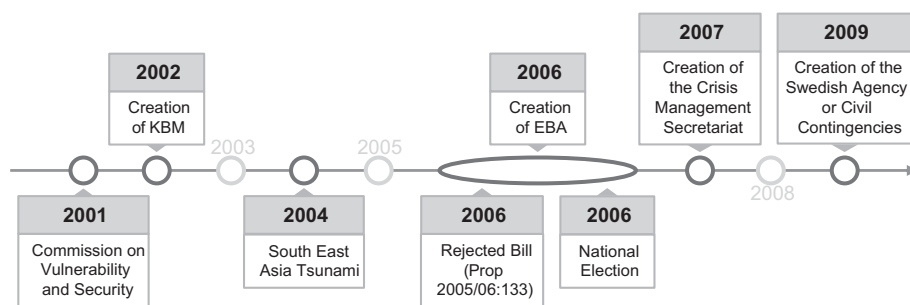 2002
Creation
of KBM
2006
Creation
of EBA
2007
Creation of
the Crisis
Management
Secretariat
2009
Creation of the
Swedish Agency
or Civil
Contingencies
2003
2005
2008
2001
Commission on
Vulnerability
and Security
2004
South East
Asia Tsunami
2006
Rejected Bill
(Prop
2005/06:133)
2006
National
Election